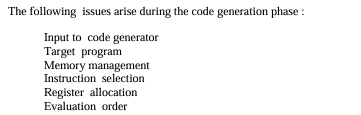 The following issues arise during the code generation phase :
Input to code generator
Target program
Memory management
Instruction selection
Register allocation
Evaluation order